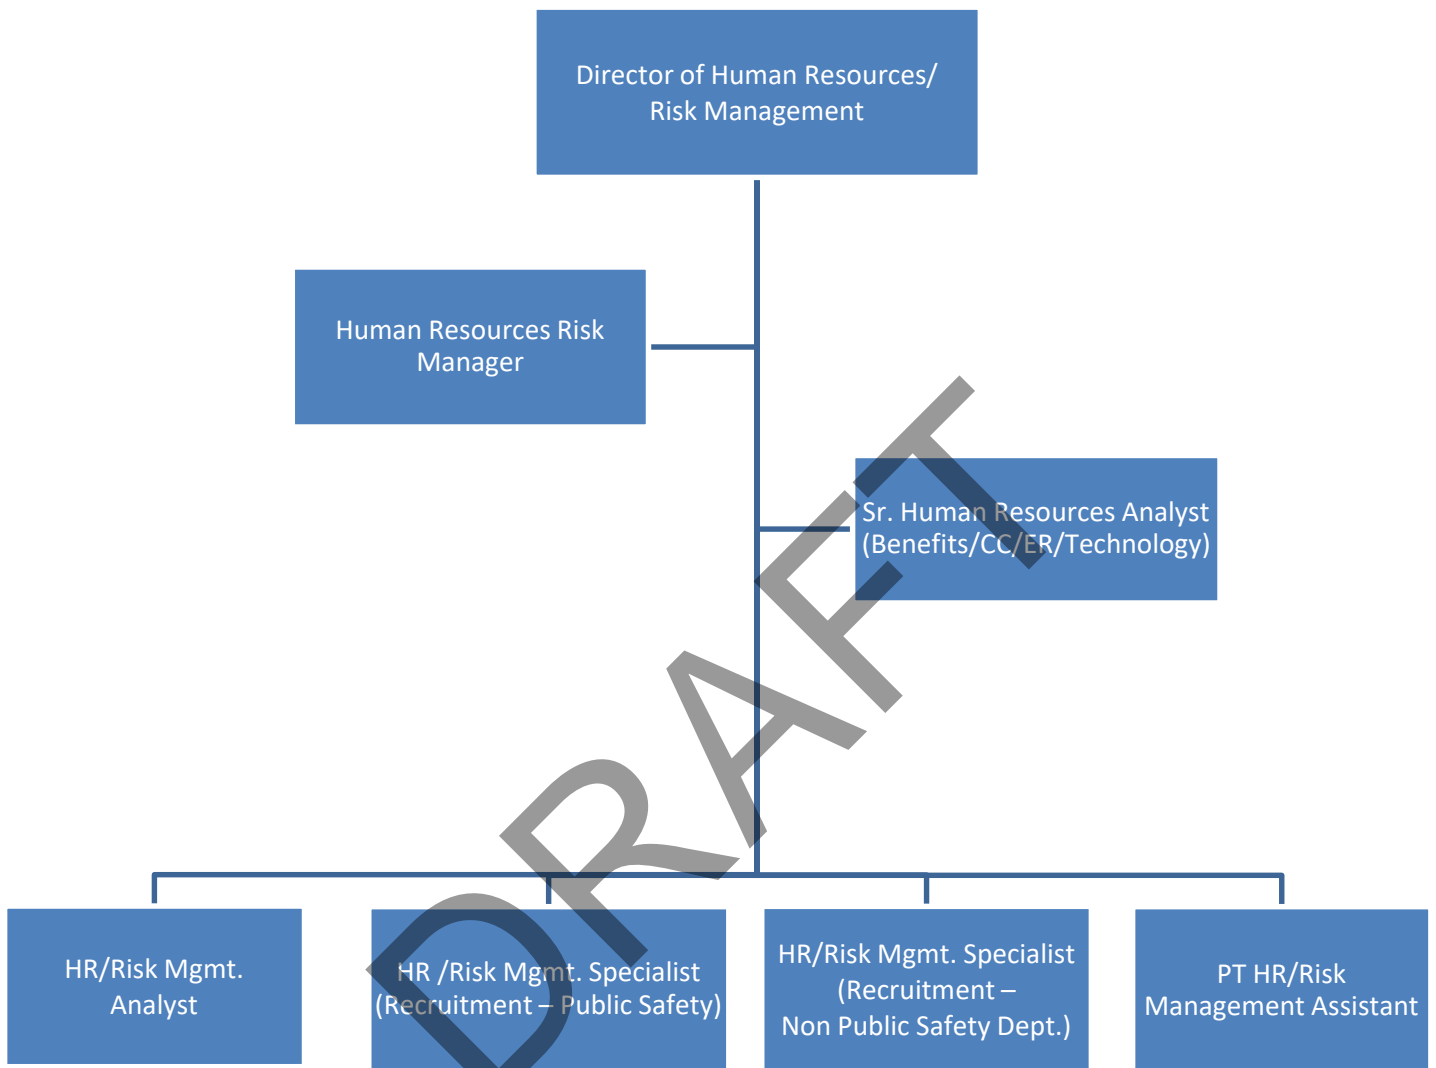 Director of Human Resources/
Risk Management
Human Resources Risk
Manager
Sr. Human Resources Analyst
(Benefits/CC/ER/Technology)
DRAFT
HR/Risk Mgmt.
Analyst
HR /Risk Mgmt. Specialist
(Recruitment – Public Safety)
HR/Risk Mgmt. Specialist
(Recruitment –
Non Public Safety Dept.)
PT HR/Risk
Management Assistant